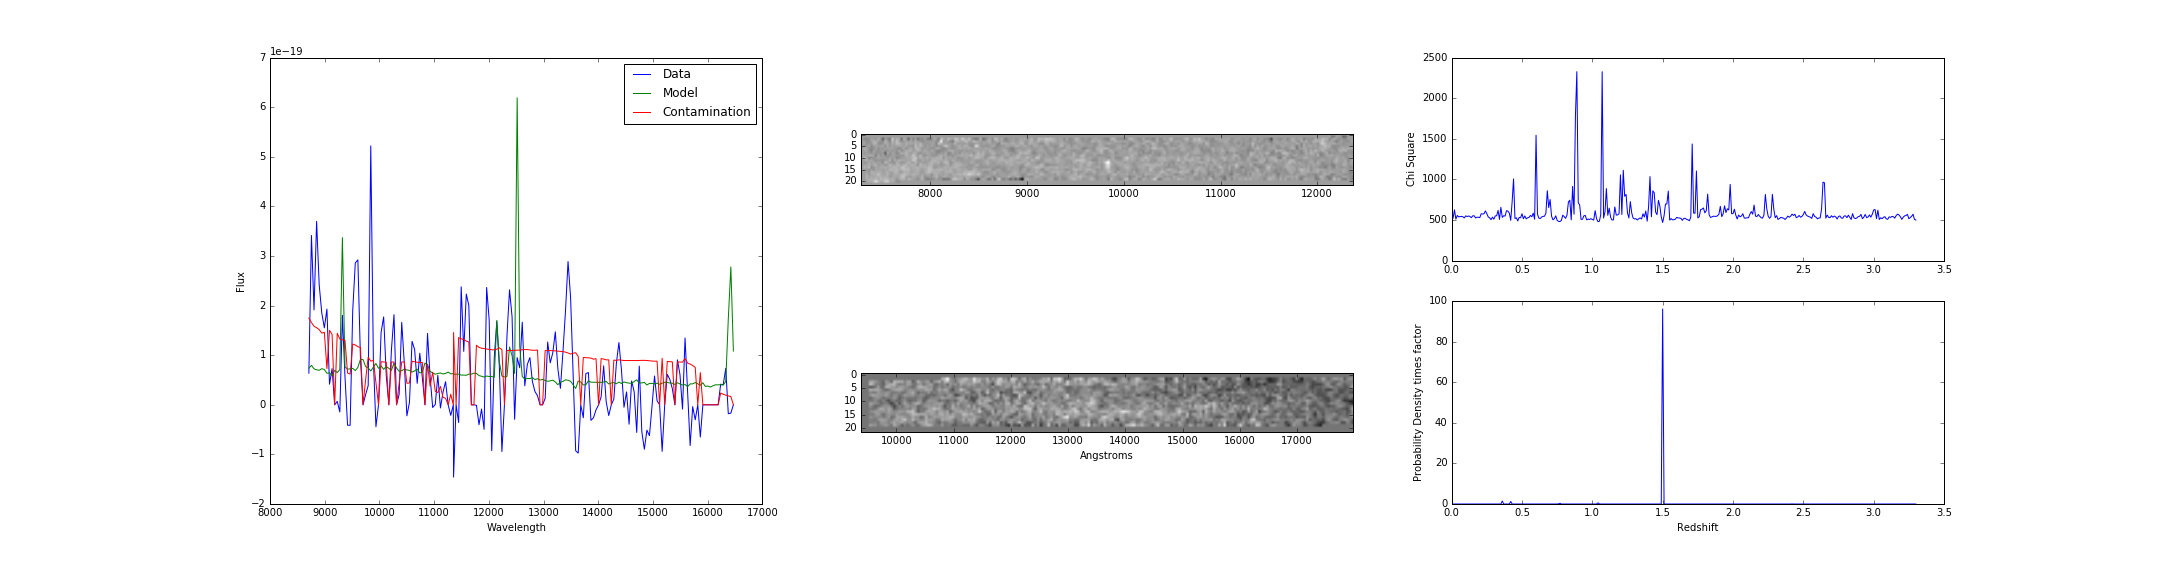 1e−19
7
6
5
4
3
2
1
0
−1
−2
8000 9000 10000 11000 12000 13000 14000 15000 16000 17000
Flux
Wavelength
Data
Model
Contamination
0
5
10
15
20
8000 9000 10000 11000 12000
0
5
10
15
20
10000 11000 12000 13000 14000 15000 16000 17000
Angstroms
2500
2000
1500
1000
500
0
0.0 0.5 1.0 1.5 2.0 2.5 3.0 3.5
Chi Square
100
80
60
40
20
0
0.0 0.5 1.0 1.5 2.0 2.5 3.0 3.5
Probability Density times factor
Redshift